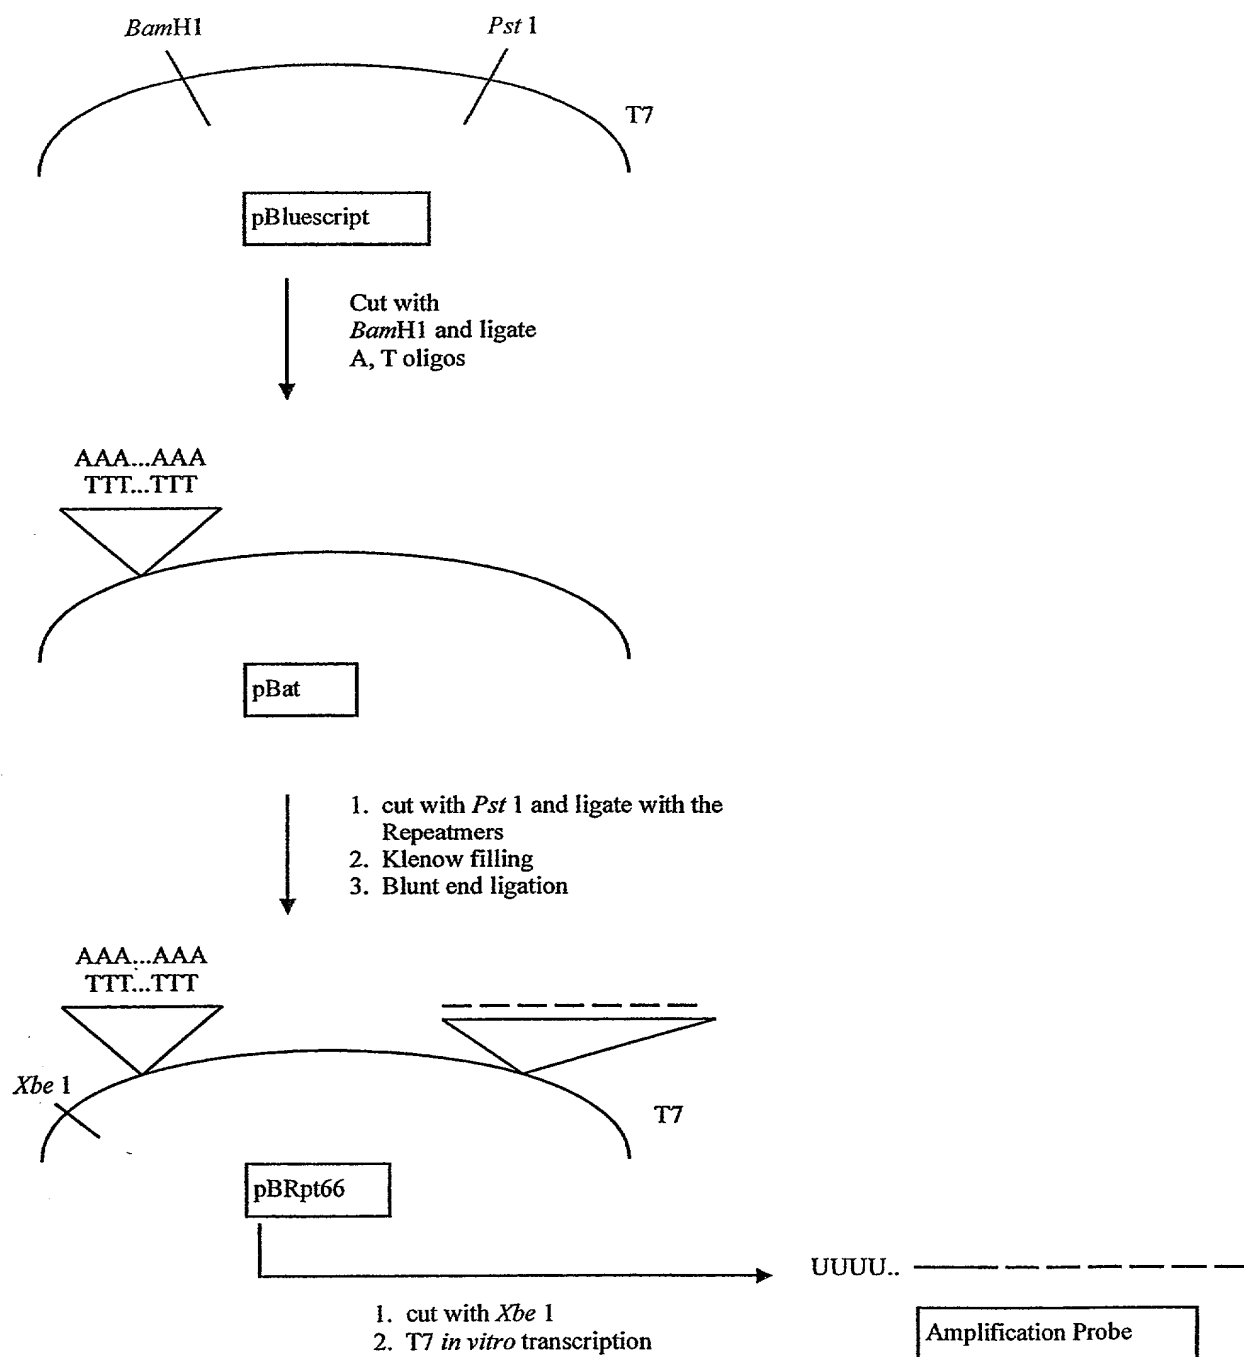 BamH1
Pst 1
T7
pBluescript
Cut with
BamH1 and ligate
A, T oligos
AAA...AAA
TTT...TTT
pBat
1. cut with Pst 1 and ligate with the
Repeatmers
2. Klenow filling
3. Blunt end ligation
AAA...AAA
TTT...TTT
Xbe 1
T7
pBRpt66
UUUU..
1. cut with Xbe 1
2. T7 in vitro transcription
Amplification Probe